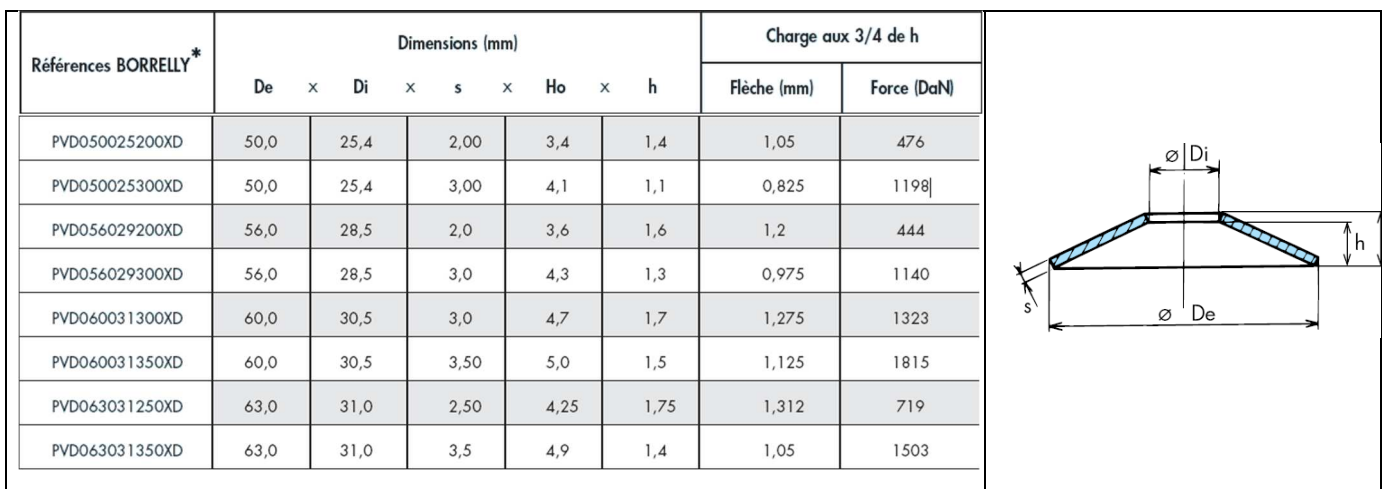 Références BORRELLY*
Dimensions (mm)
Charge aux 3/4 de h
De x Di x s x Ho x h
Flèche (mm) Force (DaN)
PVD050025200XD 50,0 25,4 2,00 3,4 1,4 1,05 476
PVD050025300XD 50,0 25,4 3,00 4,1 1,1 0,825 1198
PVD056029200XD 56,0 28,5 2,0 3,6 1,6 1,2 444
PVD056029300XD 56,0 28,5 3,0 4,3 1,3 0,975 1140
PVD060031300XD 60,0 30,5 3,0 4,7 1,7 1,275 1323
PVD060031350XD 60,0 30,5 3,50 5,0 1,5 1,125 1815
PVD063031250XD 63,0 31,0 2,50 4,25 1,75 1,312 719
PVD063031350XD 63,0 31,0 3,5 4,9 1,4 1,05 1503
⌀ Di
h
s
⌀ De